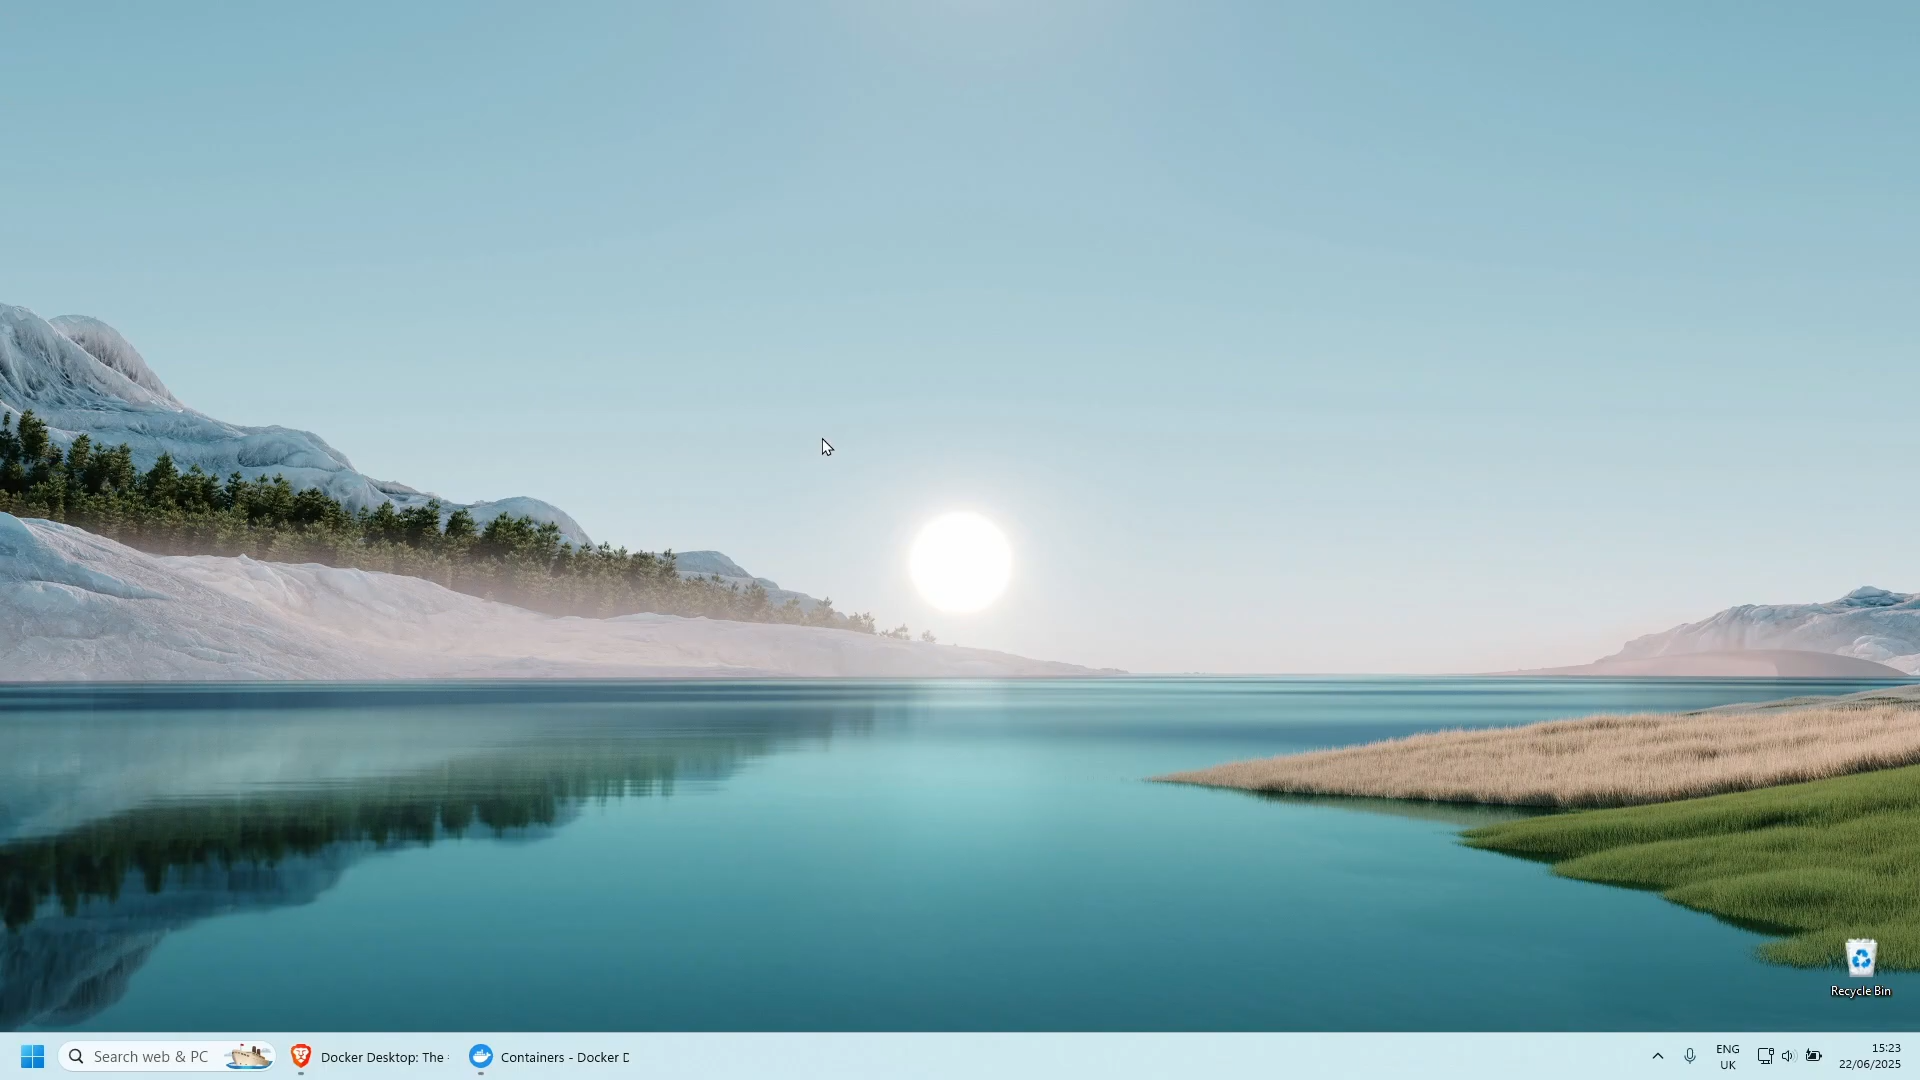 Recycle Bin
Search web & PC
Docker Desktop: The
Containers - Docker D
ENG
UK
15:23
22/06/2025